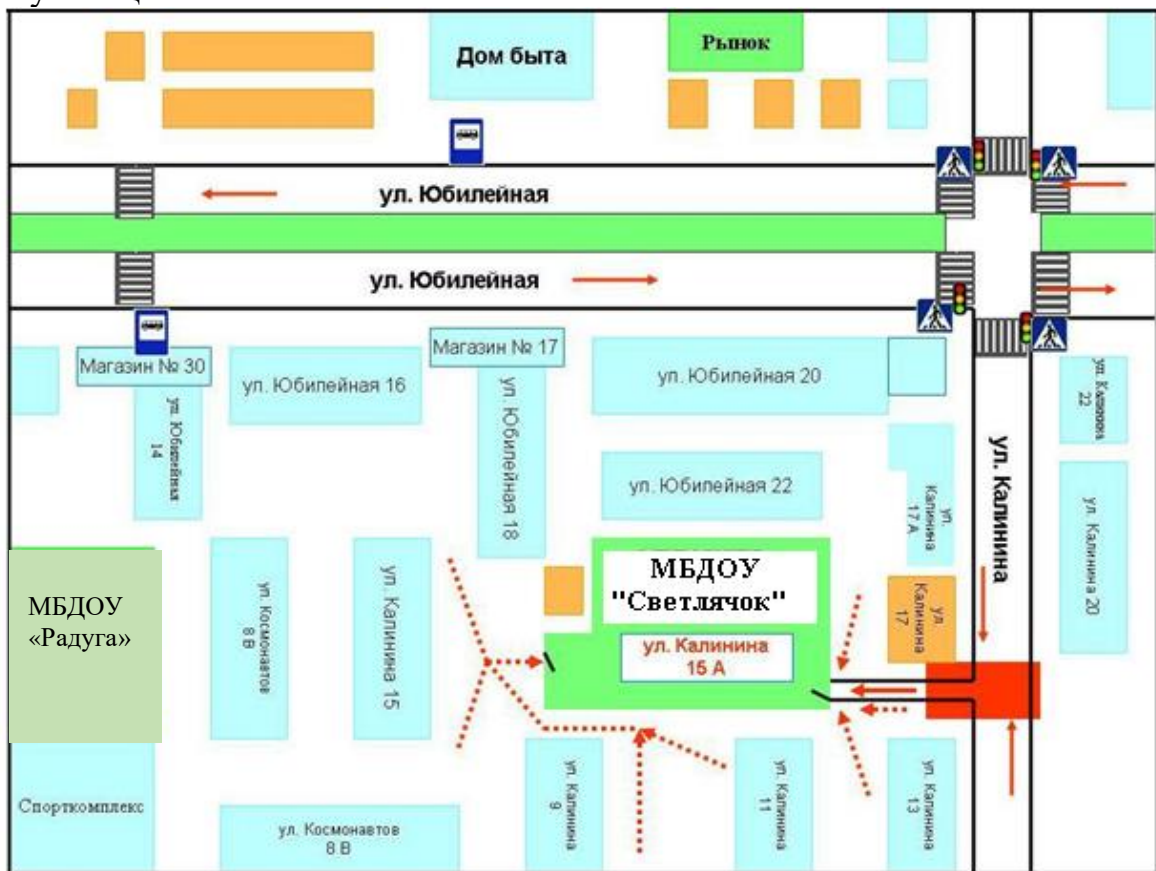 Дом быта
Рынок
ул. Юбилейная
ул. Юбилейная
Магазин № 30
ул. Юбилейная 16
Магазин № 17
ул. Юбилейная 20
ул. Калинина
22
ул. Юбилейная
14
ул. Юбилейная 18
ул. Юбилейная 22
ул.
Калинина
17 А
ул. Калинина
ул. Калинина 20
МБДОУ
«Радуга»
ул. Космонавтов
8 В
ул. Калинина 15
МБДОУ
"Светлячок"
ул. Калинина
15 А
ул.
Калинина
17
Спорткомплекс
ул. Космонавтов
8 В
ул. Калинина
9
ул. Калинина
11
ул. Калинина
13